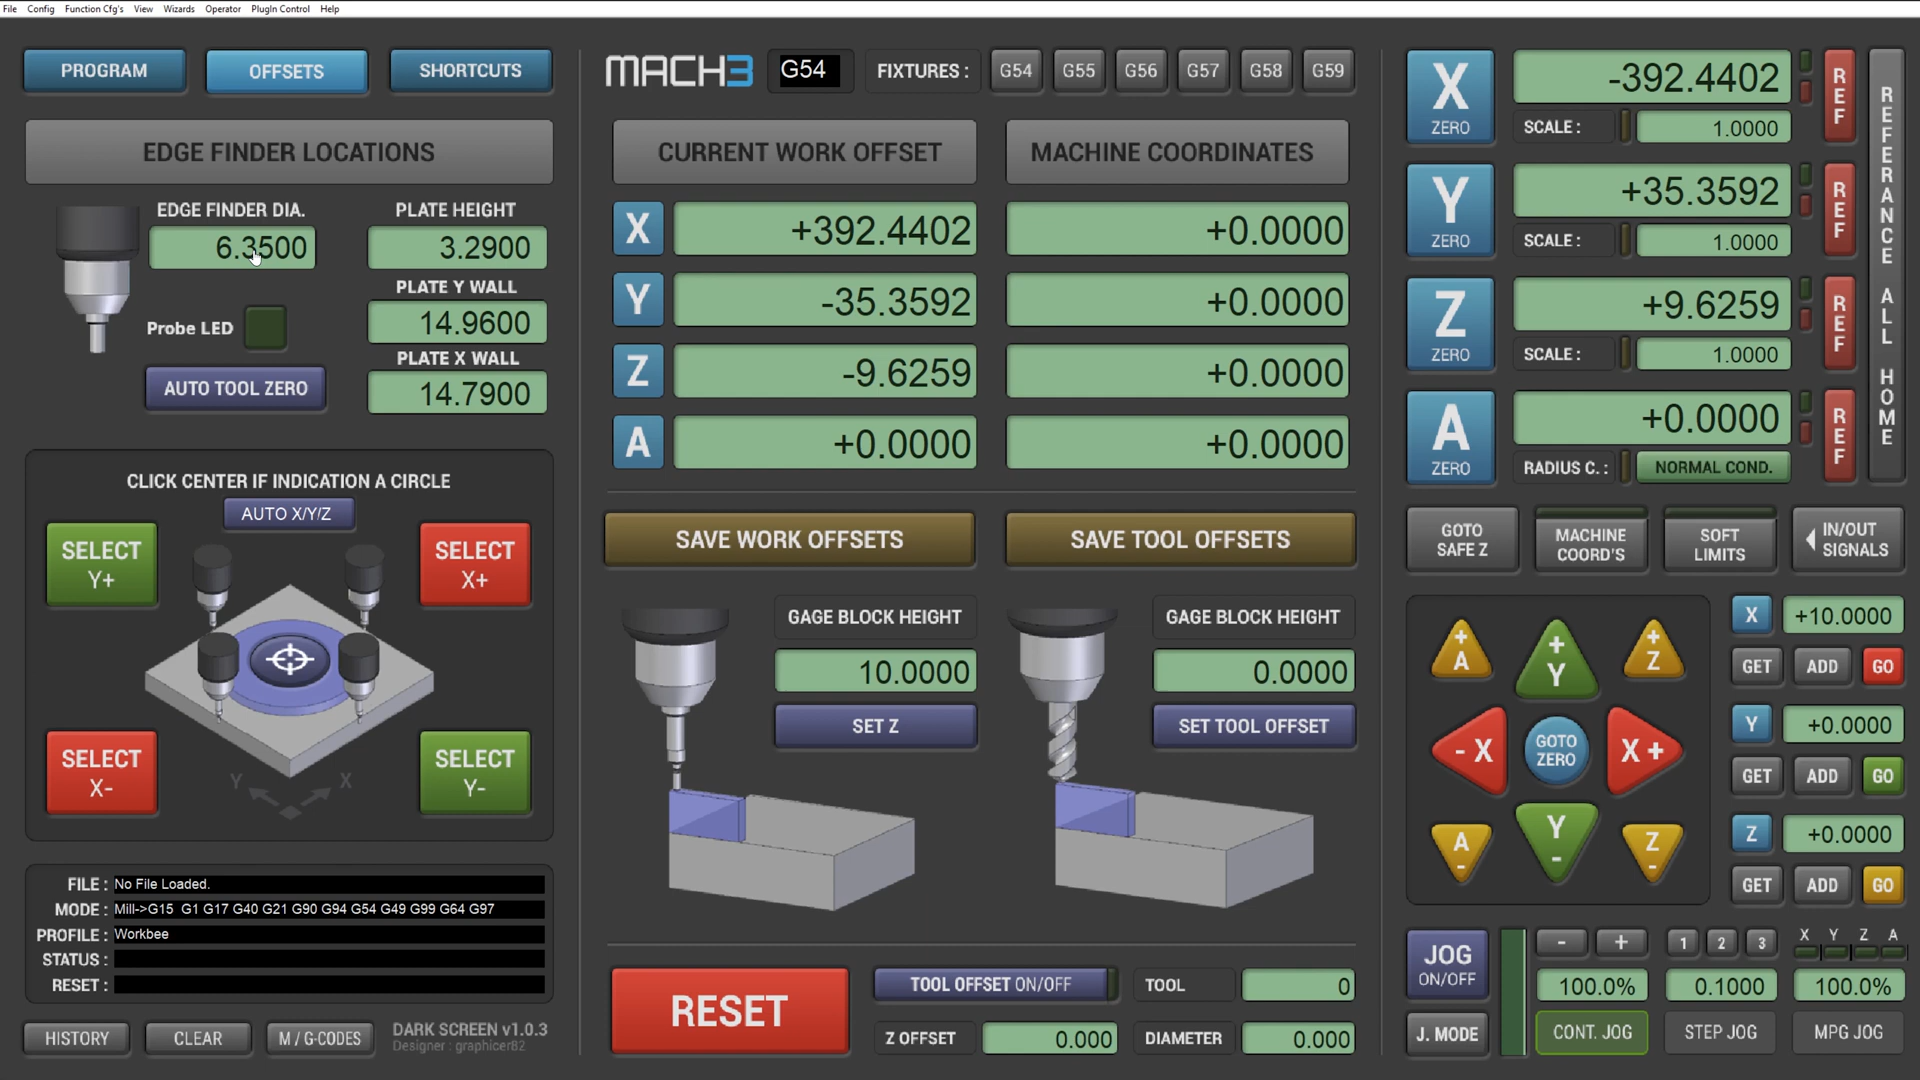 File Config Function Cfg's View Wizards Operator PlugIn Control Help
PROGRAM OFFSETS SHORTCUTS
EDGE FINDER LOCATIONS
EDGE FINDER DIA. PLATE HEIGHT
6.3500 3.2900
PLATE Y WALL
Probe LED 14.9600
PLATE X WALL
AUTO TOOL ZERO 14.7900
CLICK CENTER IF INDICATION A CIRCLE
AUTO X/Y/Z
SELECT Y+
SELECT X+
SELECT X-
SELECT Y-
Y X
FILE : No File Loaded.
MODE : Mill->G15 G1 G17 G40 G21 G90 G94 G54 G49 G99 G64 G97
PROFILE : Workbee
STATUS :
RESET :
HISTORY CLEAR M / G-CODES
DARK SCREEN v1.0.3
Designer : graphicer82
MACH3 G54 FIXTURES : G54 G55 G56 G57 G58 G59
CURRENT WORK OFFSET MACHINE COORDINATES
X +392.4402 +0.0000
Y -35.3592 +0.0000
Z -9.6259 +0.0000
A +0.0000 +0.0000
SAVE WORK OFFSETS SAVE TOOL OFFSETS
GAGE BLOCK HEIGHT GAGE BLOCK HEIGHT
10.0000 0.0000
SET Z SET TOOL OFFSET
RESET
TOOL OFFSET ON/OFF TOOL 0
Z OFFSET 0.000 DIAMETER 0.000
X ZERO -392.4402 REF
SCALE : 1.0000
Y ZERO +35.3592 REF
SCALE : 1.0000
Z ZERO +9.6259 REF
SCALE : 1.0000
A ZERO +0.0000 REF
RADIUS C. : NORMAL COND.
REFERANCE ALL HOME
GOTO SAFE Z
MACHINE COORD'S
SOFT LIMITS
IN/OUT SIGNALS
+ A
+ Y
+ Z
- X
GOTO ZERO
X +
A -
Y -
Z -
X +10.0000
GET ADD GO
Y +0.0000
GET ADD GO
Z +0.0000
GET ADD GO
JOG ON/OFF
- + 1 2 3 X Y Z A
100.0% 0.1000 100.0%
J. MODE CONT. JOG STEP JOG MPG JOG